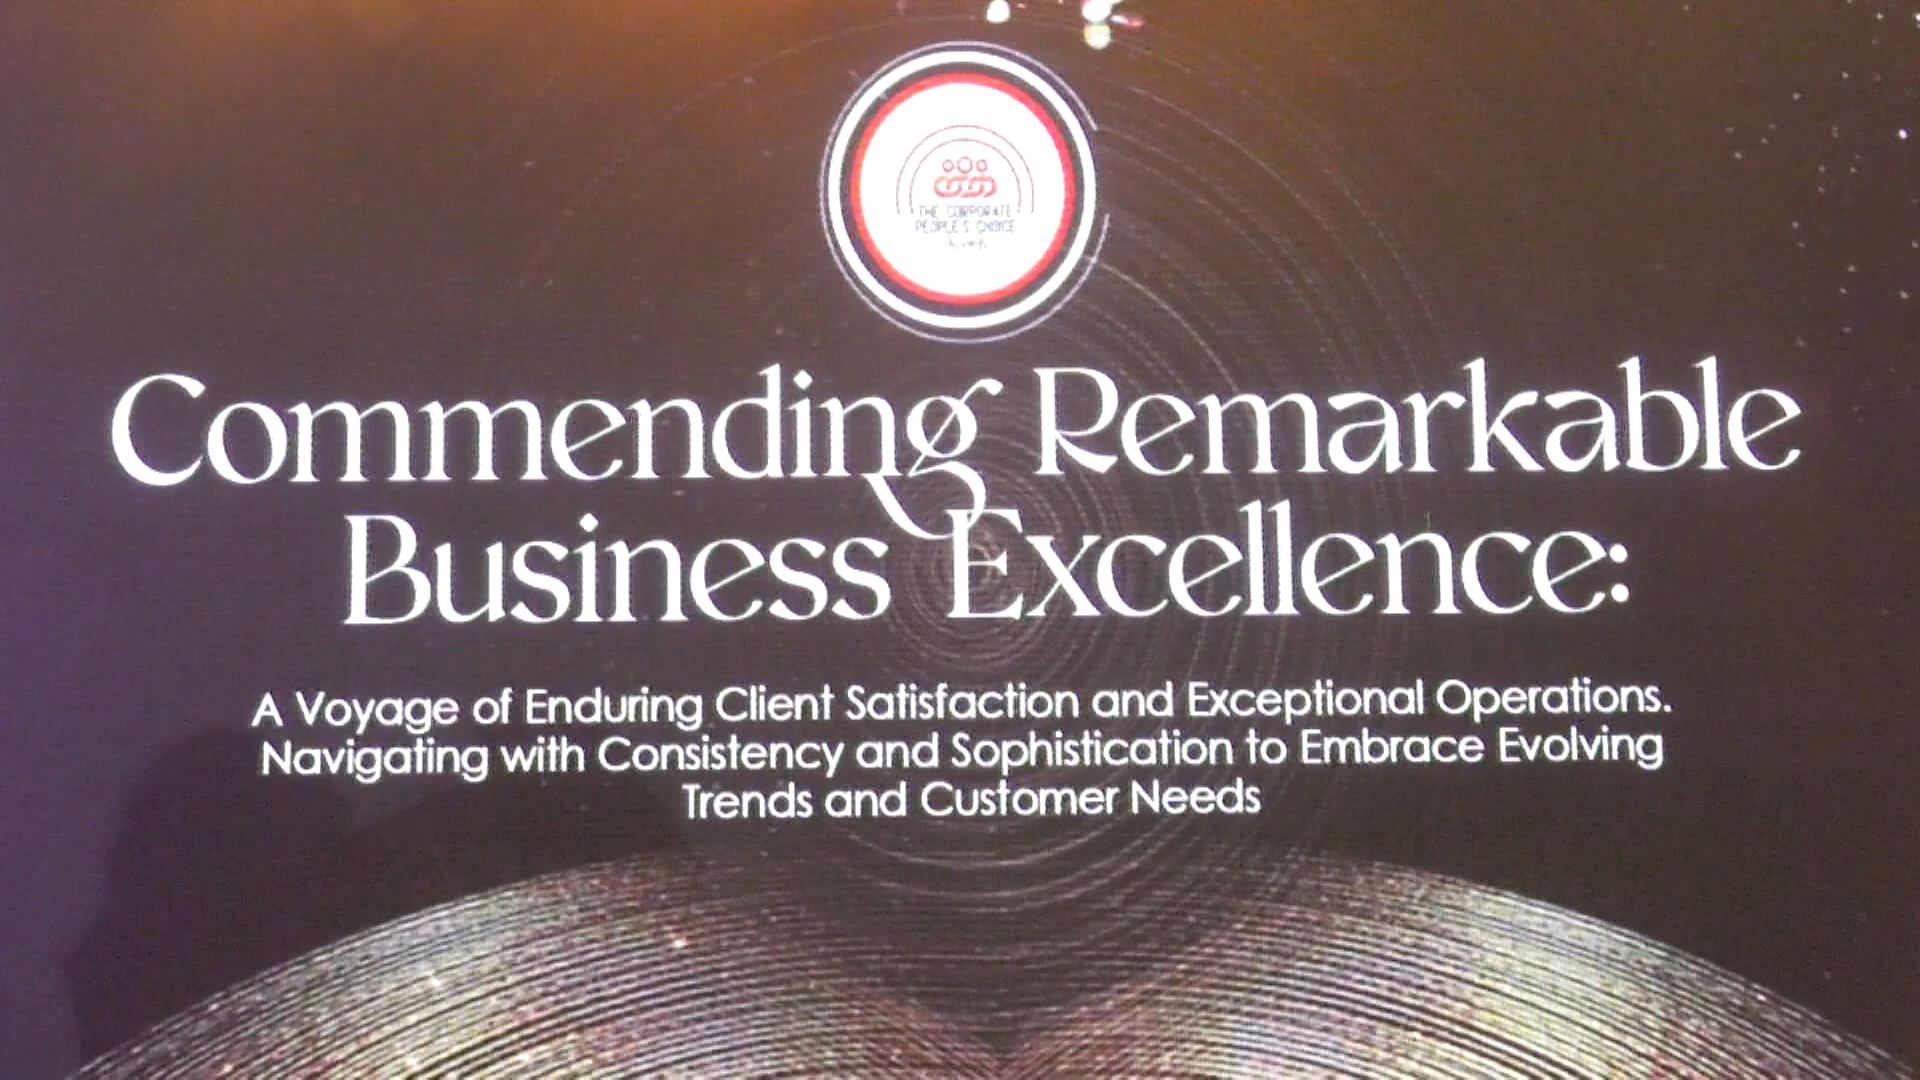 THE CORPORATE
PEOPLE'S CHOICE
Commending Remarkable
Business Excellence:
A Voyage of Enduring Client Satisfaction and Exceptional Operations.
Navigating with Consistency and Sophistication to Embrace Evolving
Trends and Customer Needs